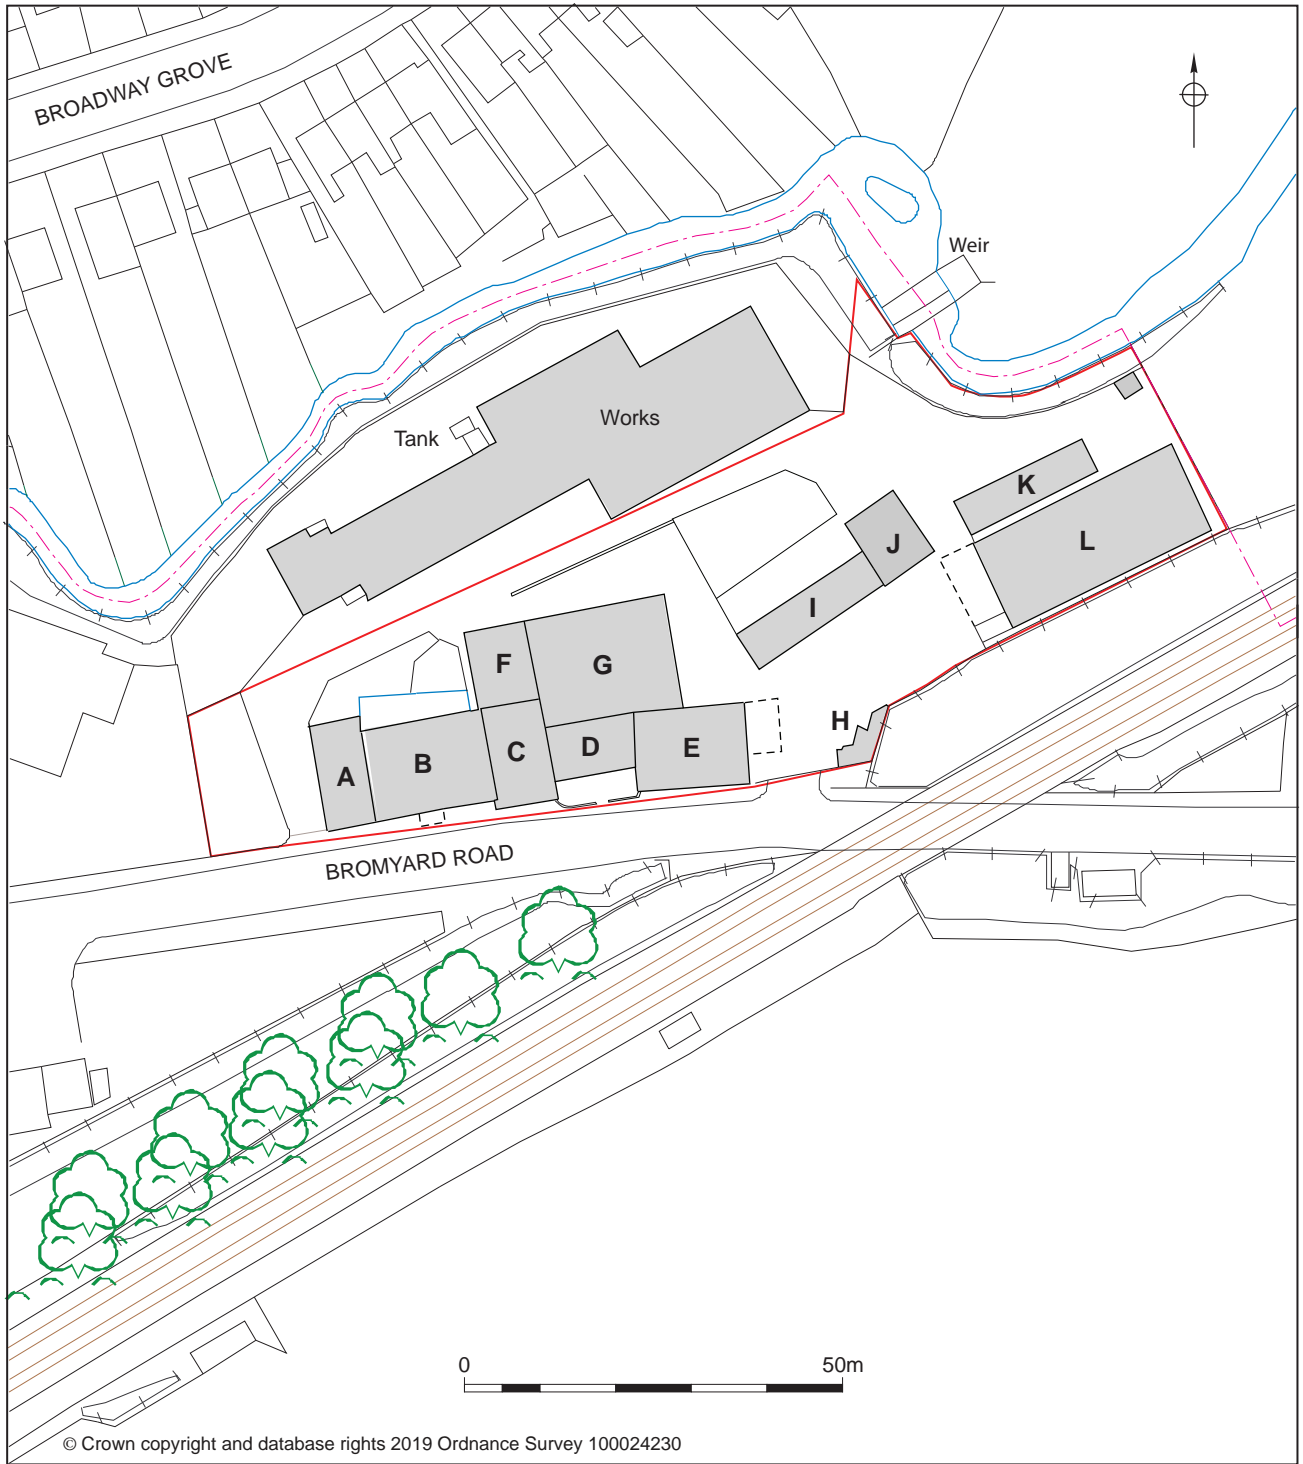 BROADWAY GROVE
Weir
Works
Tank
K
L
J
I
F
G
H
A
B
C
D
E
BROMYARD ROAD
0 50m
© Crown copyright and database rights 2019 Ordnance Survey 100024230